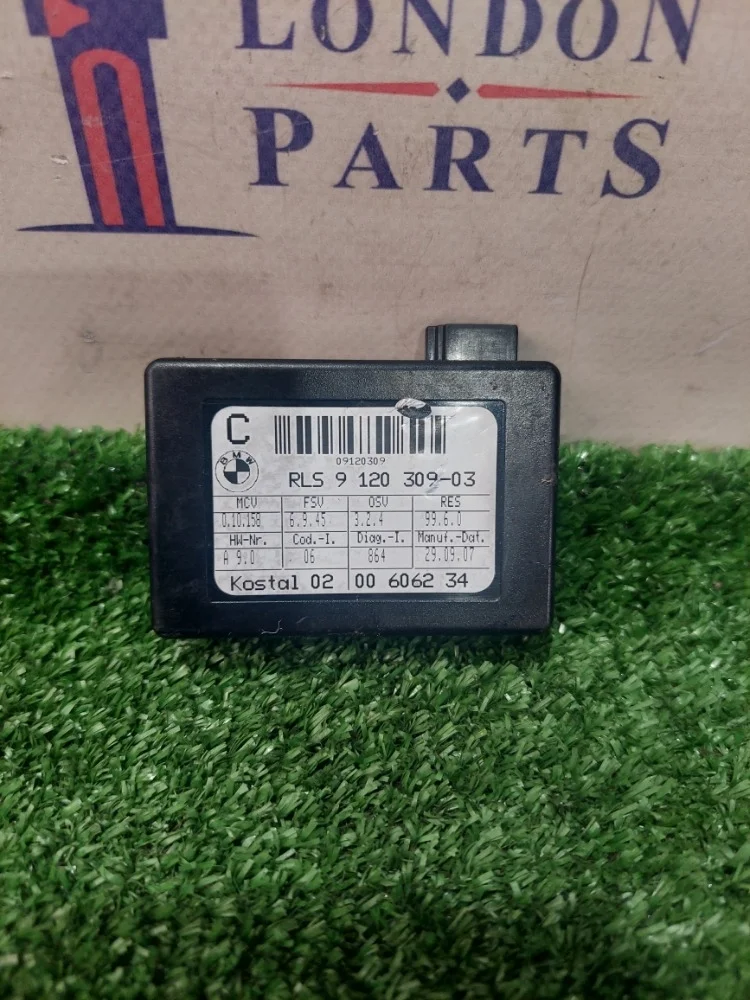 LONDON
PARTS
C
09120309
BMW
RLS 9 120 309-03
MCV FSV OSV RES
0.10.158 6.9.45 3.2.4 99.6.0
HW-Nr. Cod.-I. Diag.-I. Manuf.-Dat.
A 9.0 06 864 29.09.07
Kostal 02 00 6062 34